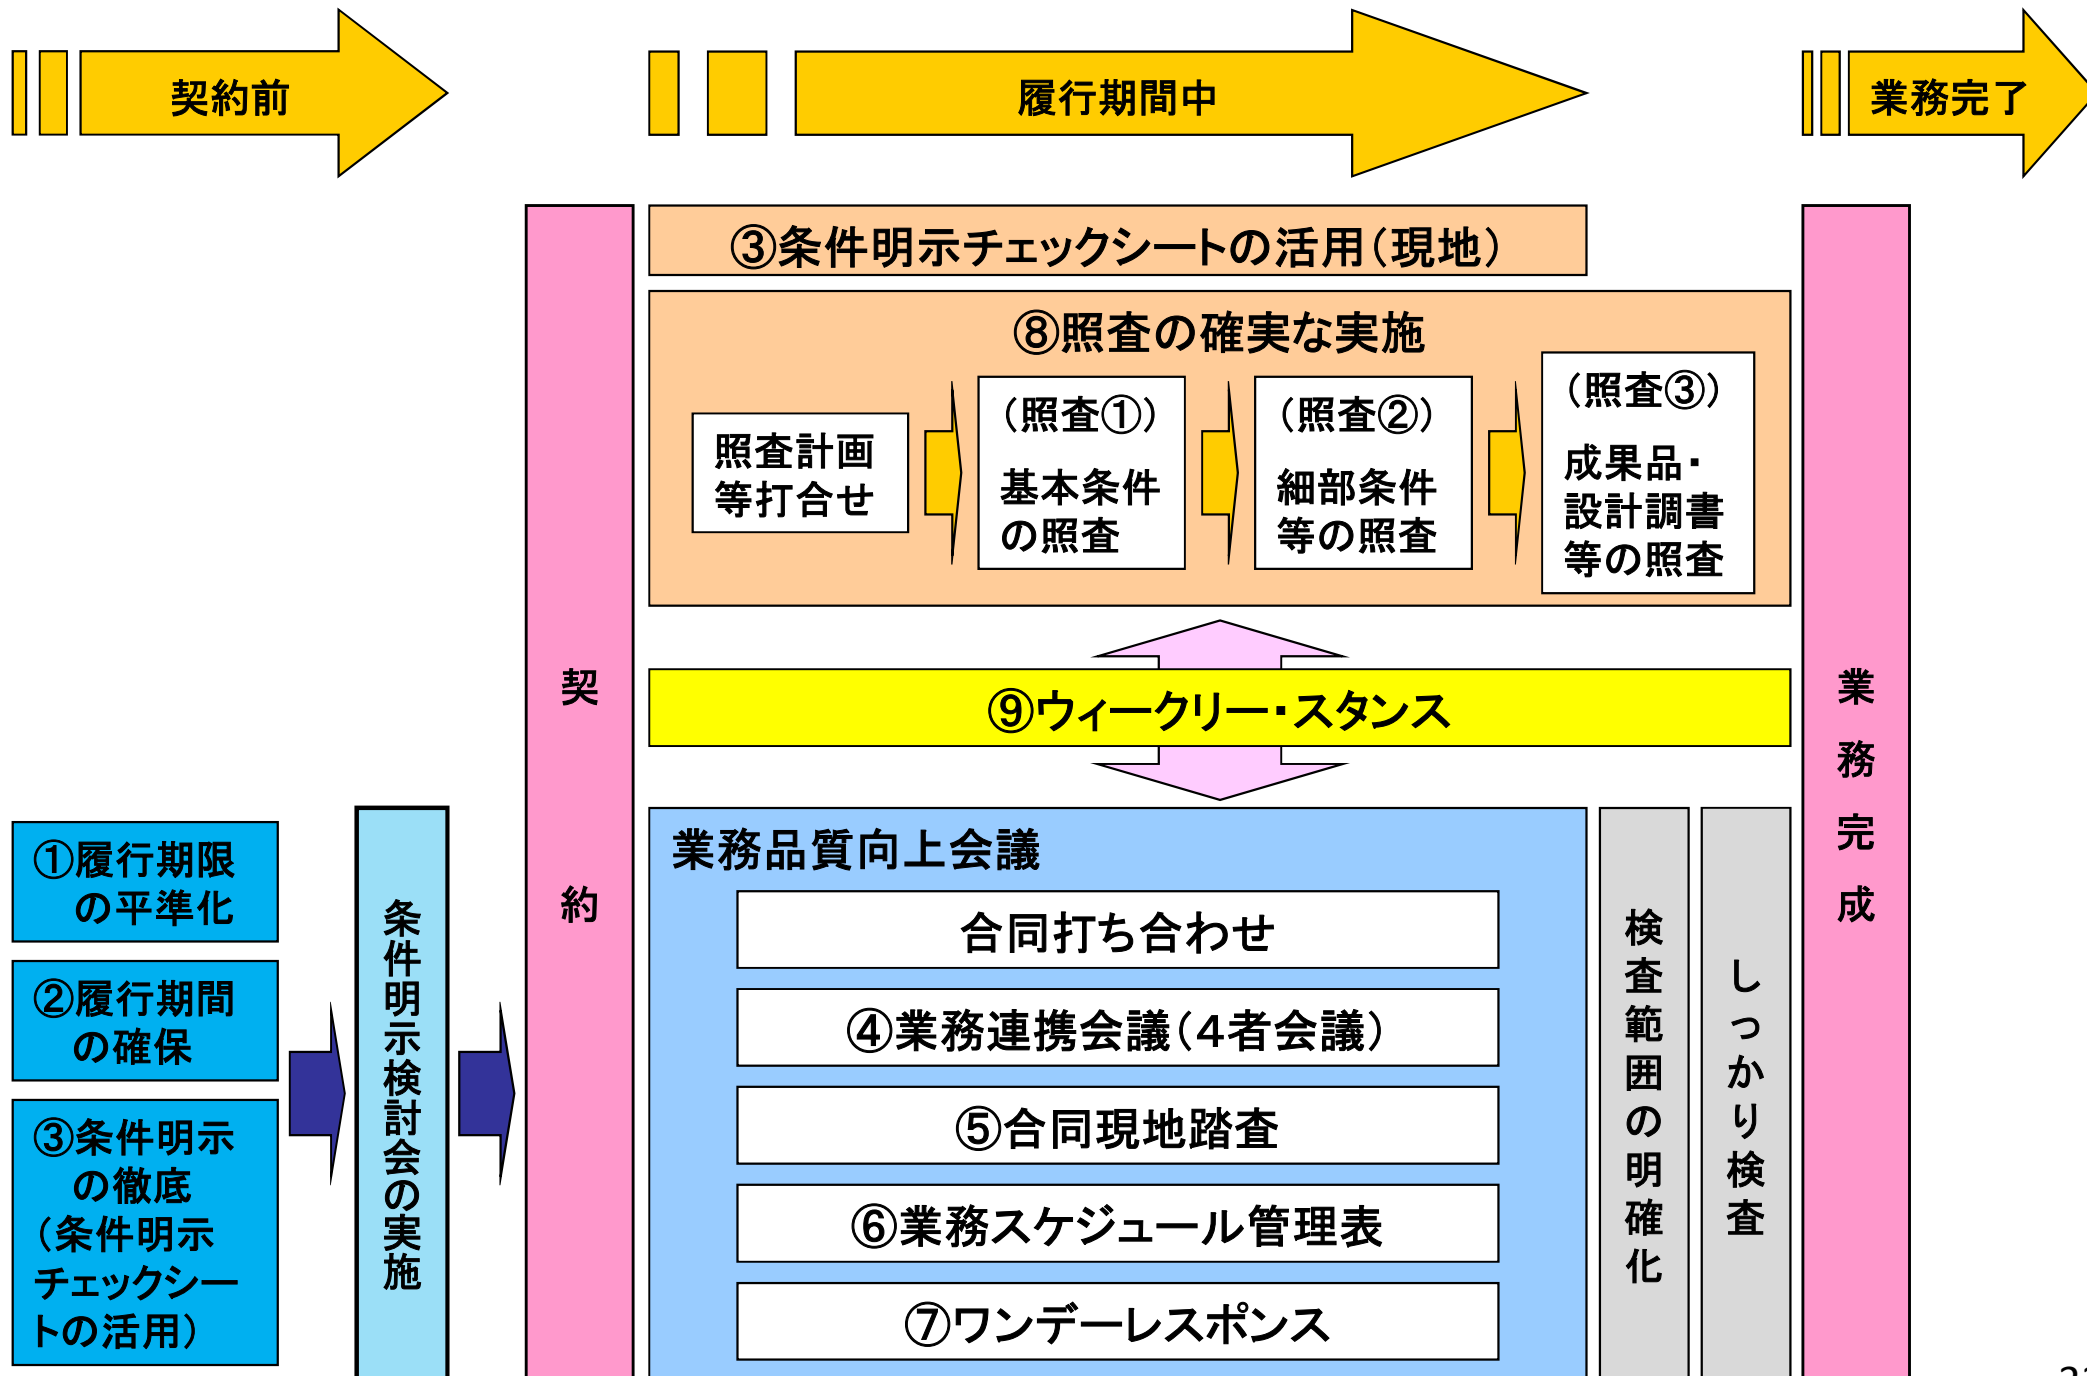 契約前
履行期間中
業務完了
③条件明示チェックシートの活用（現地）
⑧照査の確実な実施
照査計画
等打合せ
（照査①）
基本条件
の照査
（照査②）
細部条件
等の照査
（照査③）
成果品・
設計調書
等の照査
⑨ウィークリー・スタンス
①履行期限
の平準化
②履行期間
の確保
③条件明示
の徹底
（条件明示
チェックシー
トの活用）
条件明示検討会の実施
契約
業務品質向上会議
合同打ち合わせ
④業務連携会議（４者会議）
⑤合同現地踏査
⑥業務スケジュール管理表
⑦ワンデーレスポンス
検査範囲の明確化
しっかり検査
業務完成